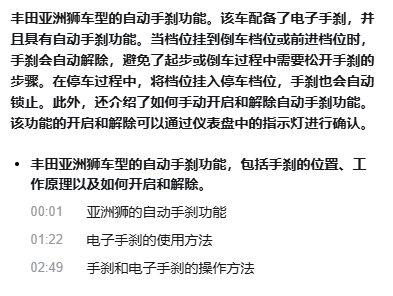 丰田亚洲狮车型的自动手刹功能。该车配备了电子手刹，并
且具有自动手刹功能。当档位挂到倒车档位或前进档位时，
手刹会自动解除，避免了起步或倒车过程中需要松开手刹的
步骤。在停车过程中，将档位挂入停车档位，手刹也会自动
锁止。此外，还介绍了如何手动开启和解除自动手刹功能。
该功能的开启和解除可以通过仪表盘中的指示灯进行确认。
• 丰田亚洲狮车型的自动手刹功能，包括手刹的位置、工
作原理以及如何开启和解除。
00:01 亚洲狮的自动手刹功能
01:22 电子手刹的使用方法
02:49 手刹和电子手刹的操作方法